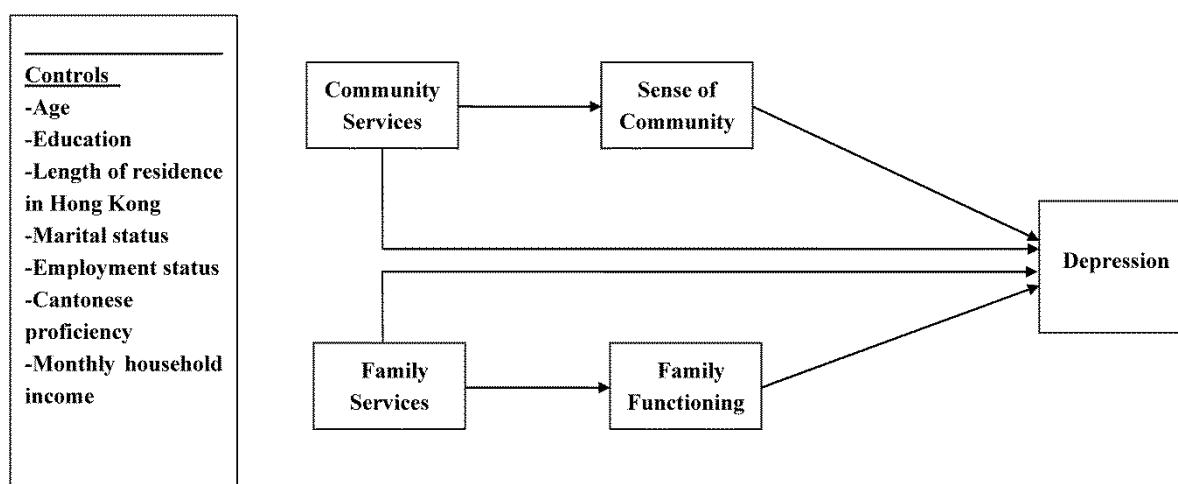 Controls
-Age
-Education
-Length of residence
in Hong Kong
-Marital status
-Employment status
-Cantonese
proficiency
-Monthly household
income
Community
Services
Sense of
Community
Depression
Family
Services
Family
Functioning